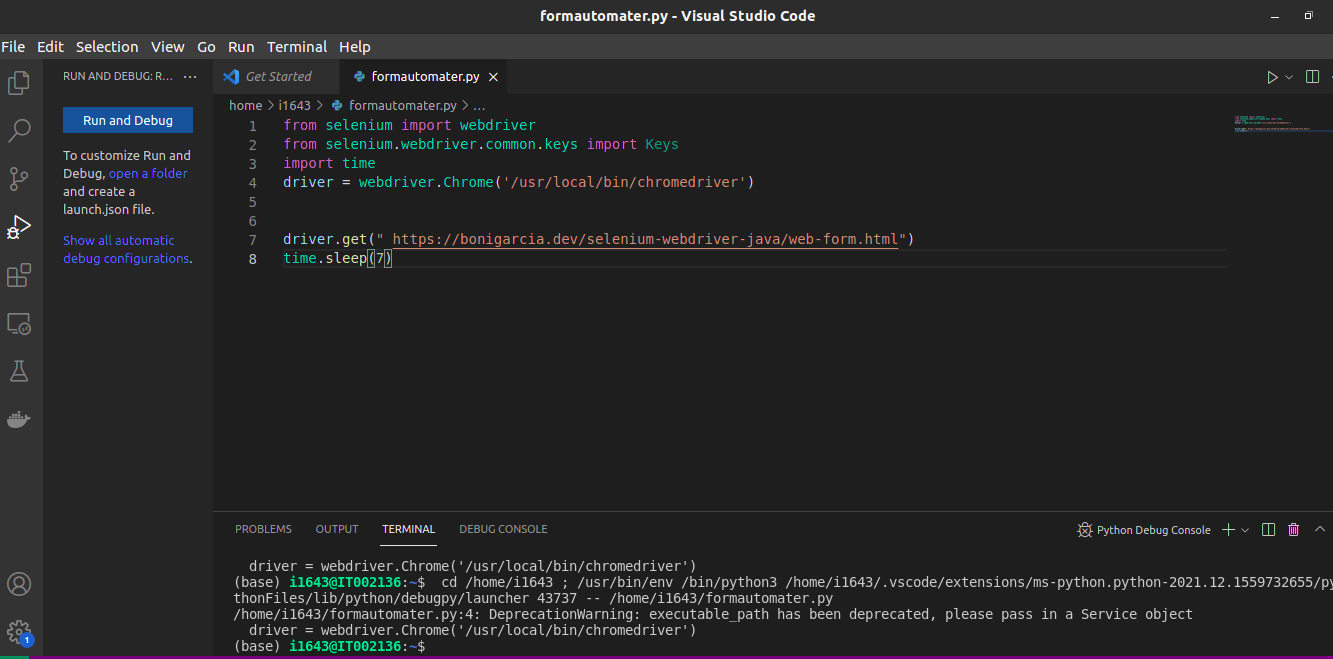 formautomater.py - Visual Studio Code
File Edit Selection View Go Run Terminal Help
RUN AND DEBUG: R... ...
Run and Debug
To customize Run and
Debug, open a folder
and create a
launch.json file.
Show all automatic
debug configurations.
Get Started formautomater.py
home > i1643 > formautomater.py > ...
1 from selenium import webdriver
2 from selenium.webdriver.common.keys import Keys
3 import time
4 driver = webdriver.Chrome('/usr/local/bin/chromedriver')
5
6
7 driver.get(" https://bonigarcia.dev/selenium-webdriver-java/web-form.html")
8 time.sleep(7)
PROBLEMS OUTPUT TERMINAL DEBUG CONSOLE
Python Debug Console
driver = webdriver.Chrome('/usr/local/bin/chromedriver')
(base) i1643@IT002136:~$ cd /home/i1643 ; /usr/bin/env /bin/python3 /home/i1643/.vscode/extensions/ms-python.python-2021.12.1559732655/py
thonFiles/lib/python/debugpy/launcher 43737 -- /home/i1643/formautomater.py
/home/i1643/formautomater.py:4: DeprecationWarning: executable_path has been deprecated, please pass in a Service object
driver = webdriver.Chrome('/usr/local/bin/chromedriver')
(base) i1643@IT002136:~$
1